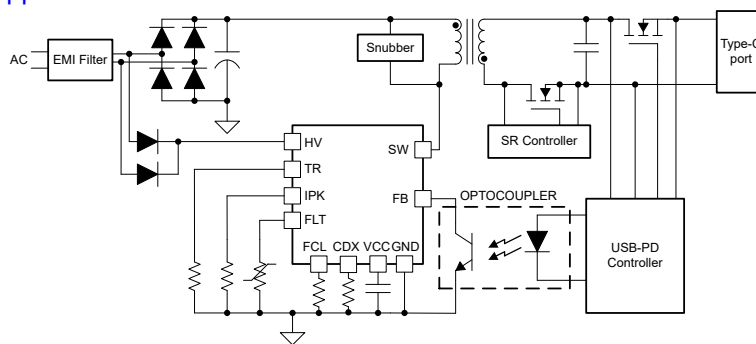 AC
EMI Filter
Snubber
Type-C
port
SR Controller
HV
SW
TR
IPK
FB
OPTOCOUPLER
FLT
FCL CDX VCC GND
USB-PD
Controller